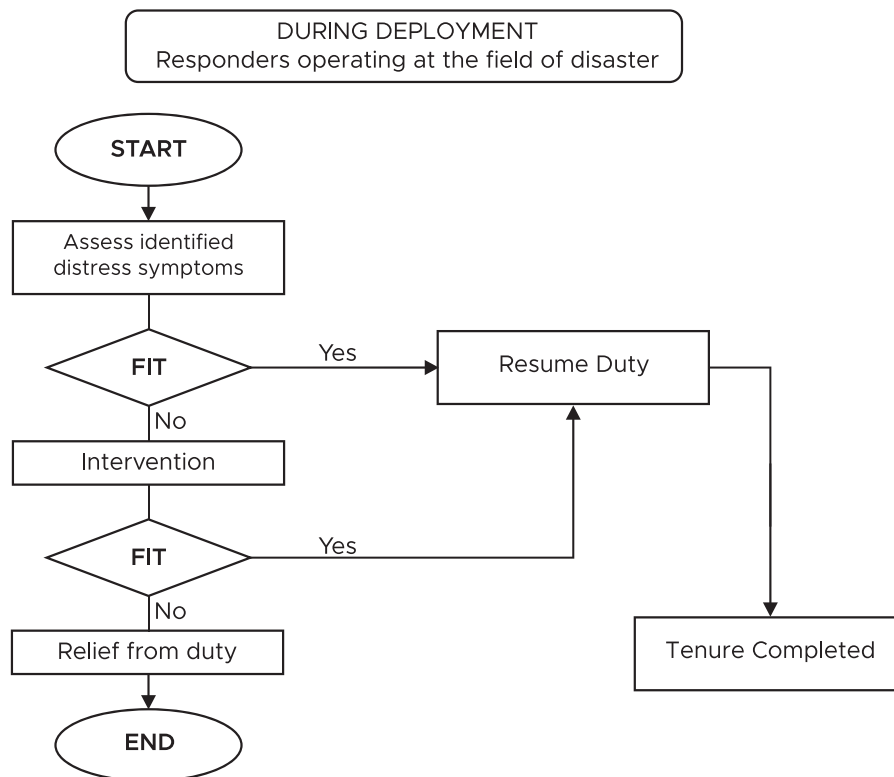 DURING DEPLOYMENT
Responders operating at the field of disaster
START
Assess identified
distress symptoms
FIT
Yes
Resume Duty
No
Intervention
FIT
Yes
No
Relief from duty
Tenure Completed
END